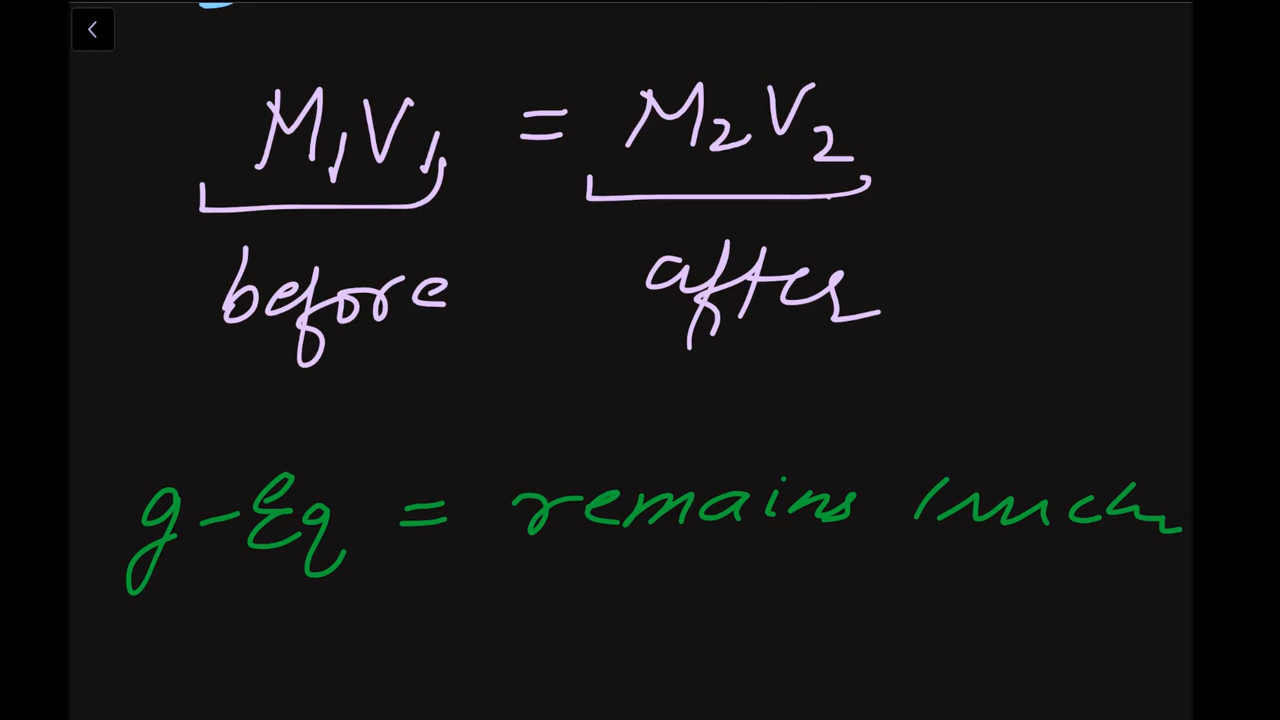 M₁V₁ = M₂V₂
before after
g-Eq = remains